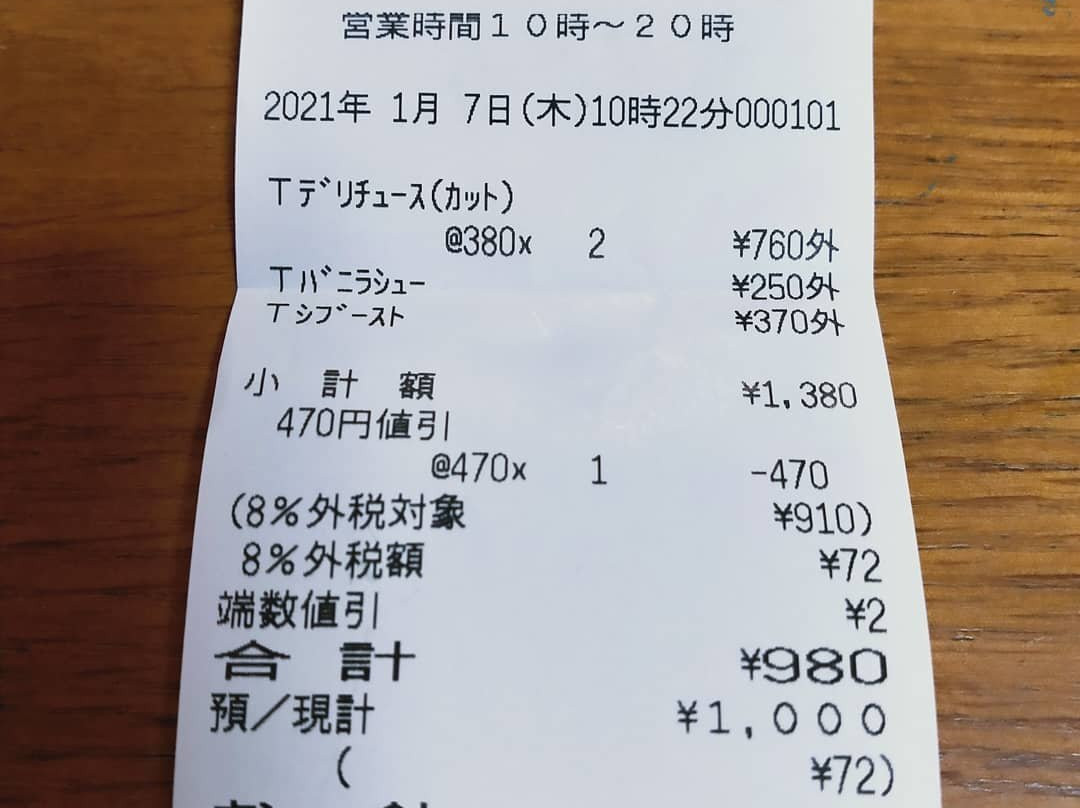 営業時間１０時～２０時
2021年 1月 7日(木)10時22分000101
Tﾃﾞﾘﾁｭｰｽ(ｶｯﾄ)
@380x 2 ¥760外
Tﾊﾞﾆﾗｼｭｰ ¥250外
Tｼﾌﾞｰｽﾄ ¥370外
小 計 額 ¥1,380
470円値引
@470x 1 -470
(8%外税対象 ¥910)
8%外税額 ¥72
端数値引 ¥2
合 計 ¥980
預／現計 ¥１，０００
( ¥72)